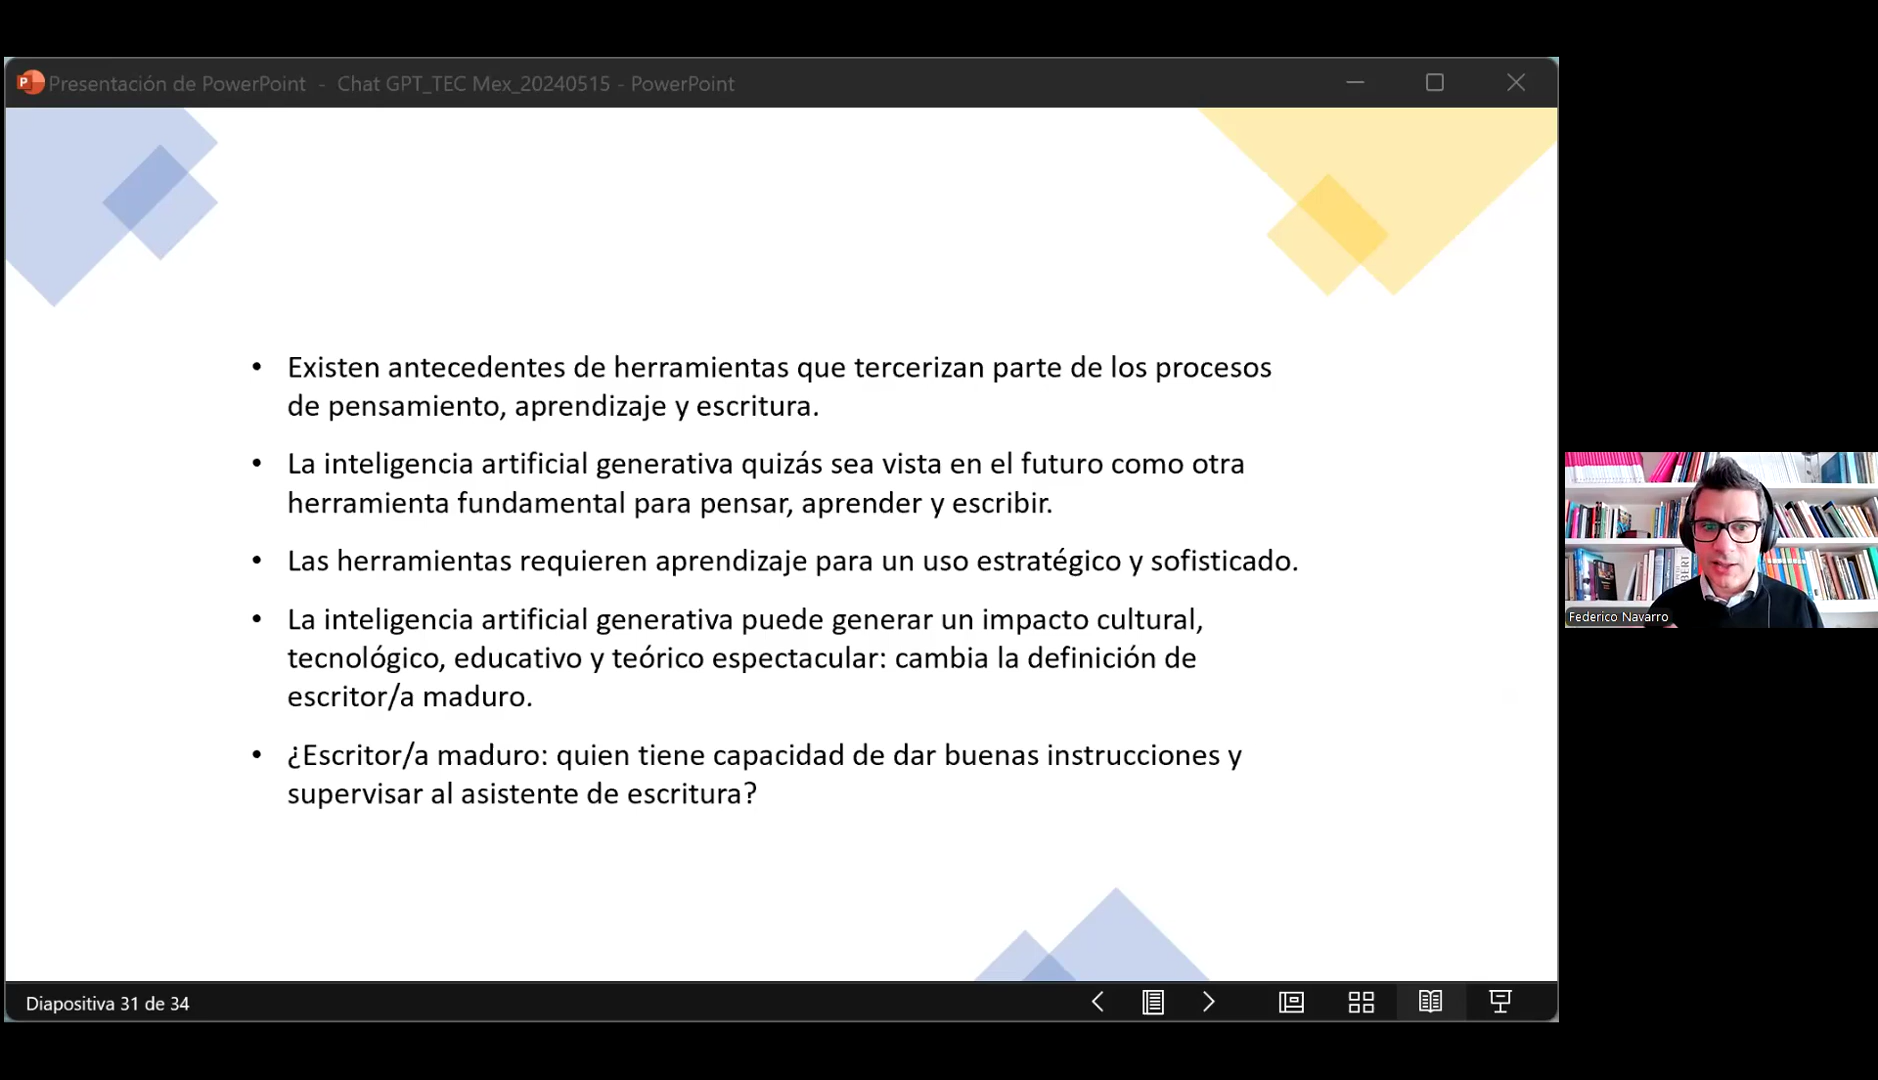 Presentación de PowerPoint - Chat GPT_TEC Mex_20240515 - PowerPoint
• Existen antecedentes de herramientas que tercerizan parte de los procesos
de pensamiento, aprendizaje y escritura.
• La inteligencia artificial generativa quizás sea vista en el futuro como otra
herramienta fundamental para pensar, aprender y escribir.
• Las herramientas requieren aprendizaje para un uso estratégico y sofisticado.
• La inteligencia artificial generativa puede generar un impacto cultural,
tecnológico, educativo y teórico espectacular: cambia la definición de
escritor/a maduro.
• ¿Escritor/a maduro: quien tiene capacidad de dar buenas instrucciones y
supervisar al asistente de escritura?
Federico Navarro
Diapositiva 31 de 34